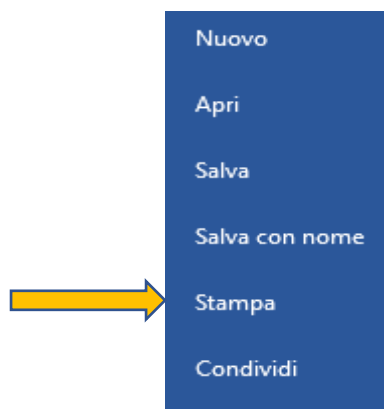 Nuovo
Apri
Salva
Salva con nome
Stampa
Condividi